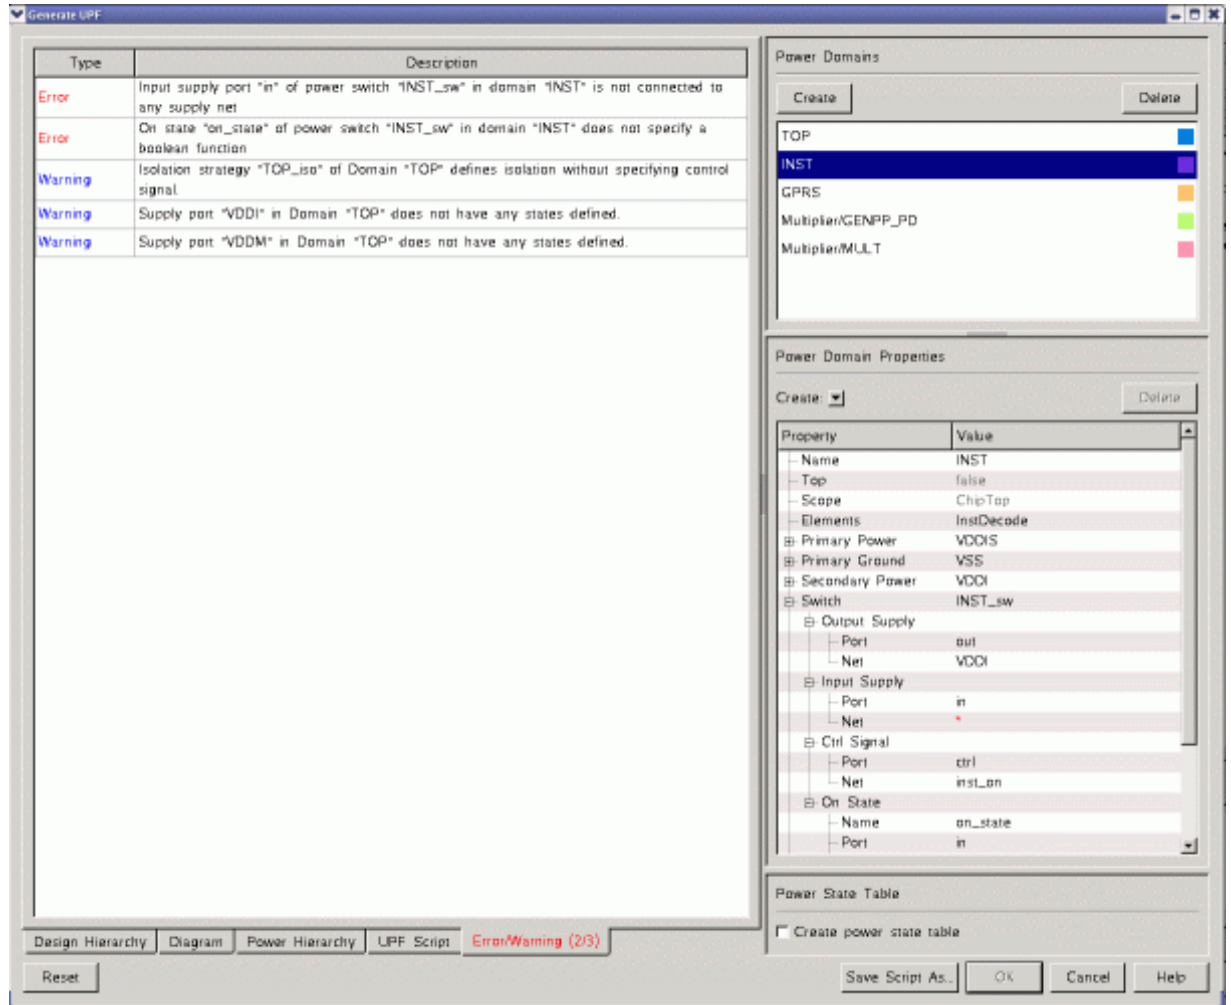 Generate UPF
Type Description
Error Input supply port "in" of power switch "INST_sw" in domain "INST" is not connected to
any supply net
Error On state "on_state" of power switch "INST_sw" in domain "INST" does not specify a
boolean function
Warning Isolation strategy "TOP_iso" of Domain "TOP" defines isolation without specifying control
signal.
Warning Supply port "VDDI" in Domain "TOP" does not have any states defined.
Warning Supply port "VDDM" in Domain "TOP" does not have any states defined.
Design Hierarchy Diagram Power Hierarchy UPF Script Error/Warning (2/3)
Power Domains
Create Delete
TOP
INST
GPRS
Multiplier/GENPP_PD
Multiplier/MULT
Power Domain Properties
Create: Delete
Property Value
Name INST
Top false
Scope ChipTop
Elements InstDecode
Primary Power VDDIS
Primary Ground VSS
Secondary Power VDDI
Switch INST_sw
Output Supply
Port out
Net VDDI
Input Supply
Port in
Net *
Ctrl Signal
Port ctrl
Net inst_on
On State
Name on_state
Port in
Power State Table
Create power state table
Reset Save Script As... OK Cancel Help